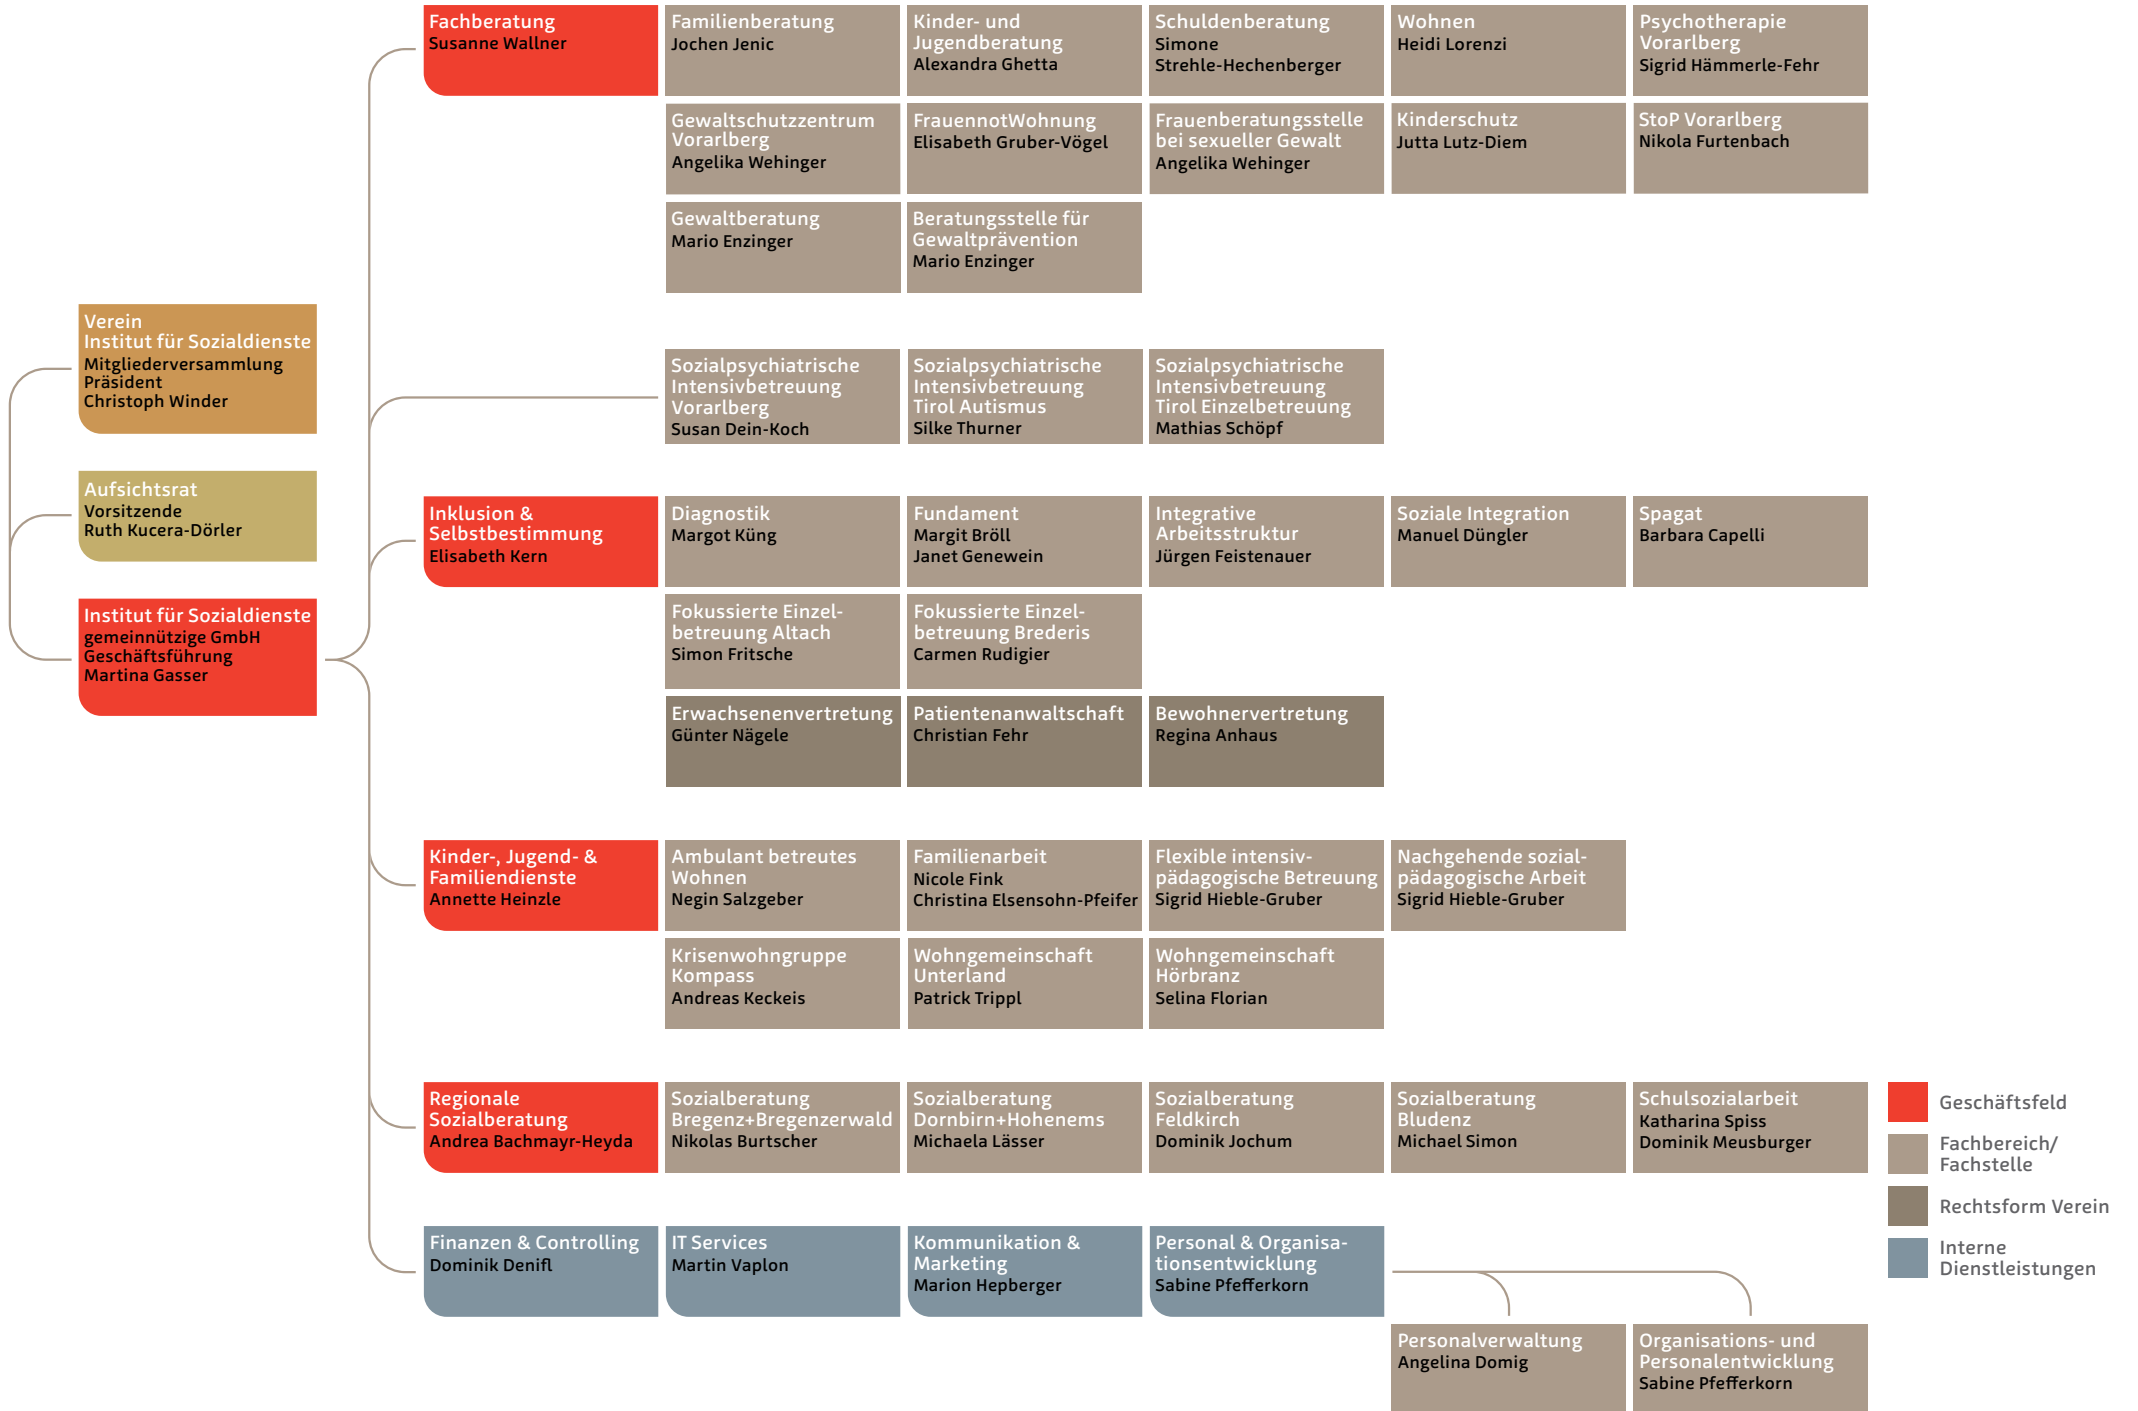 Fachberatung
Susanne Wallner
Familienberatung
Jochen Jenic
Kinder- und
Jugendberatung
Alexandra Ghetta
Schuldenberatung
Simone
Strehle-Hechenberger
Wohnen
Heidi Lorenzi
Psychotherapie
Vorarlberg
Sigrid Hämmerle-Fehr
Gewaltschutzzentrum
Vorarlberg
Angelika Wehinger
FrauennotWohnung
Elisabeth Gruber-Vögel
Frauenberatungsstelle
bei sexueller Gewalt
Angelika Wehinger
Kinderschutz
Jutta Lutz-Diem
StoP Vorarlberg
Nikola Furtenbach
Gewaltberatung
Mario Enzinger
Beratungsstelle für
Gewaltprävention
Mario Enzinger
Verein
Institut für Sozialdienste
Mitgliederversammlung
Präsident
Christoph Winder
Aufsichtsrat
Vorsitzende
Ruth Kucera-Dörler
Institut für Sozialdienste
gemeinnützige GmbH
Geschäftsführung
Martina Gasser
Sozialpsychiatrische
Intensivbetreuung
Vorarlberg
Susan Dein-Koch
Sozialpsychiatrische
Intensivbetreuung
Tirol Autismus
Silke Thurner
Sozialpsychiatrische
Intensivbetreuung
Tirol Einzelbetreuung
Mathias Schöpf
Inklusion &
Selbstbestimmung
Elisabeth Kern
Diagnostik
Margot Küng
Fundament
Margit Bröll
Janet Genewein
Integrative
Arbeitsstruktur
Jürgen Feistenauer
Soziale Integration
Manuel Düngler
Spagat
Barbara Capelli
Fokussierte Einzel-
betreuung Altach
Simon Fritsche
Fokussierte Einzel-
betreuung Brederis
Carmen Rudigier
Erwachsenenvertretung
Günter Nägele
Patientenanwaltschaft
Christian Fehr
Bewohnervertretung
Regina Anhaus
Kinder-, Jugend- &
Familiendienste
Annette Heinzle
Ambulant betreutes
Wohnen
Negin Salzgeber
Familienarbeit
Nicole Fink
Christina Elsensohn-Pfeifer
Flexible intensiv-
pädagogische Betreuung
Sigrid Hieble-Gruber
Nachgehende sozial-
pädagogische Arbeit
Sigrid Hieble-Gruber
Krisenwohngruppe
Kompass
Andreas Keckeis
Wohngemeinschaft
Unterland
Patrick Trippl
Wohngemeinschaft
Hörbranz
Selina Florian
Regionale
Sozialberatung
Andrea Bachmayr-Heyda
Sozialberatung
Bregenz+Bregenzerwald
Nikolas Burtscher
Sozialberatung
Dornbirn+Hohenems
Michaela Lässer
Sozialberatung
Feldkirch
Dominik Jochum
Sozialberatung
Bludenz
Michael Simon
Schulsozialarbeit
Katharina Spiss
Dominik Meusburger
Finanzen & Controlling
Dominik Denifl
IT Services
Martin Vaplon
Kommunikation &
Marketing
Marion Hepberger
Personal & Organisa-
tionsentwicklung
Sabine Pfefferkorn
Personalverwaltung
Angelina Domig
Organisations- und
Personalentwicklung
Sabine Pfefferkorn
Geschäftsfeld
Fachbereich/
Fachstelle
Rechtsform Verein
Interne
Dienstleistungen